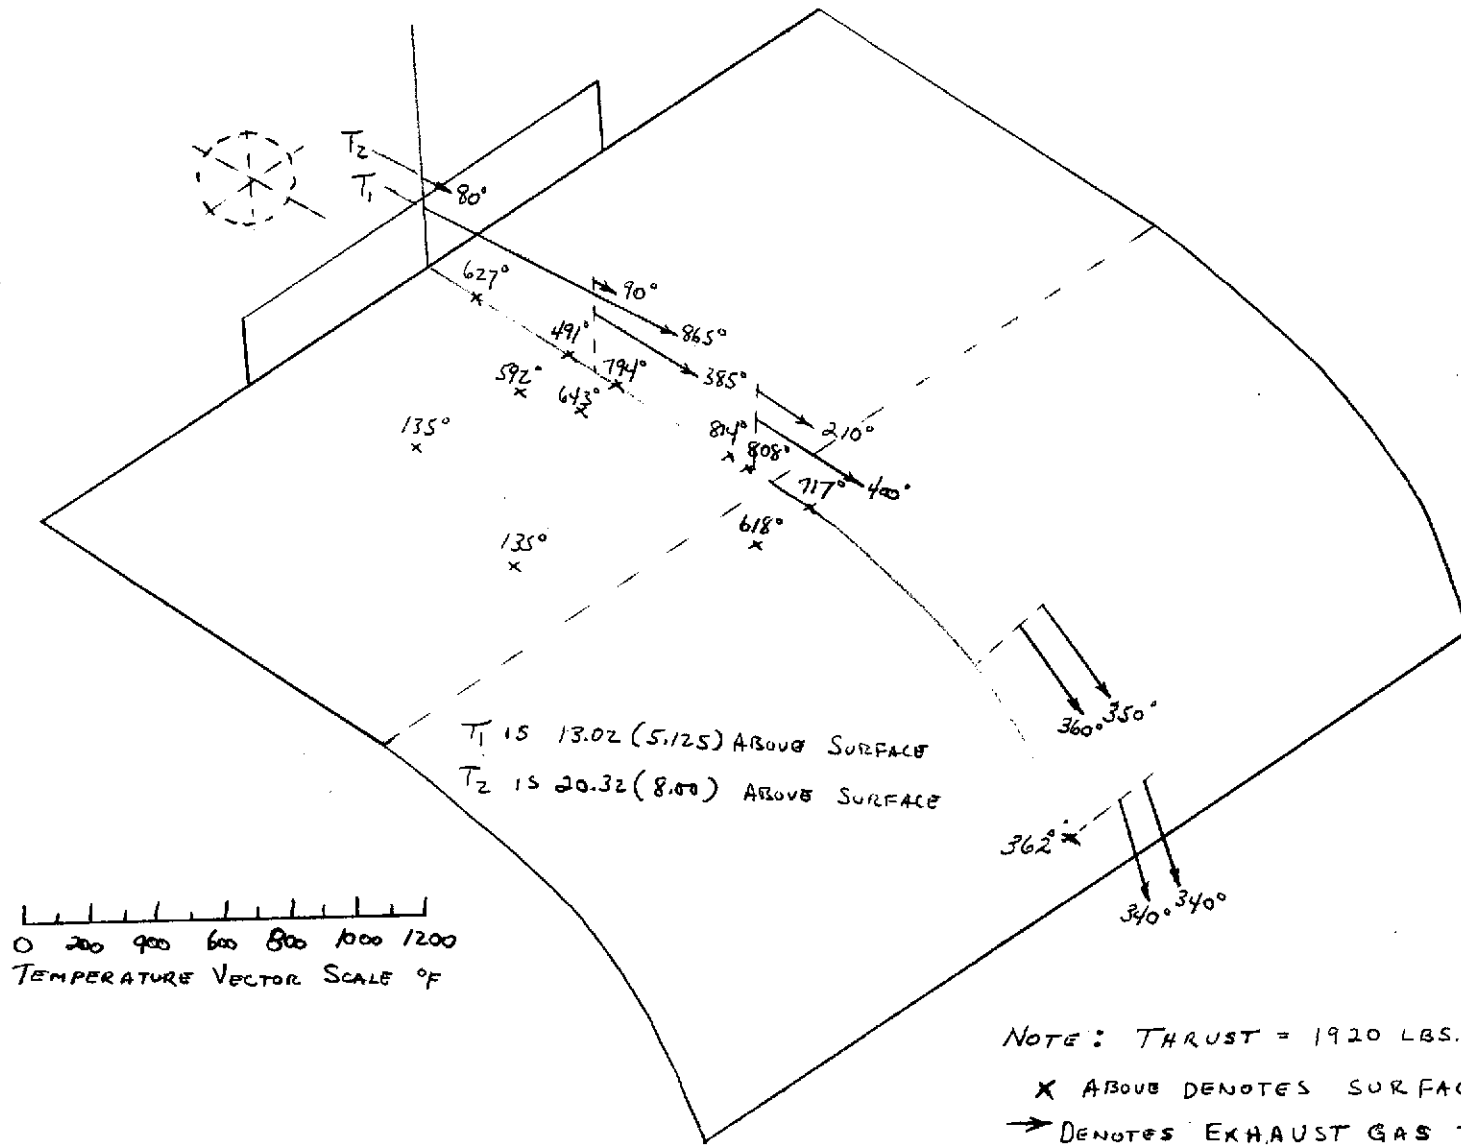 T2
80°
T1
627°
90°
491°
865°
592°
794°
385°
643°
135°
814°
808°
210°
717°
400°
618°
135°
T1 IS 13.02 (5.125) ABOVE SURFACE
T2 IS 20.32 (8.00) ABOVE SURFACE
360° 350°
362°
340° 340°
0 200 400 600 800 1000 1200
TEMPERATURE VECTOR SCALE °F
NOTE: THRUST = 1920 LBS.
X ABOVE DENOTES SURFAC
→ DENOTES EXHAUST GAS T